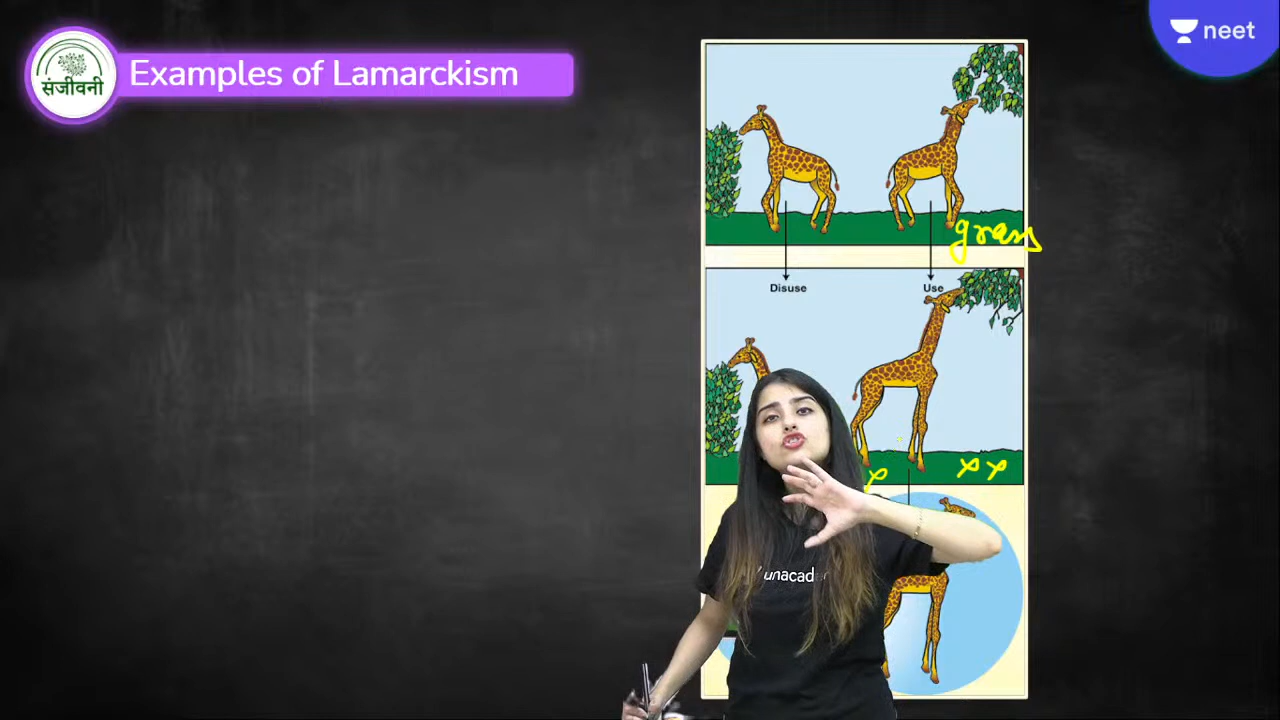 संजीवनी
Examples of Lamarckism
neet
grass
Disuse
Use
x
x x
unacad